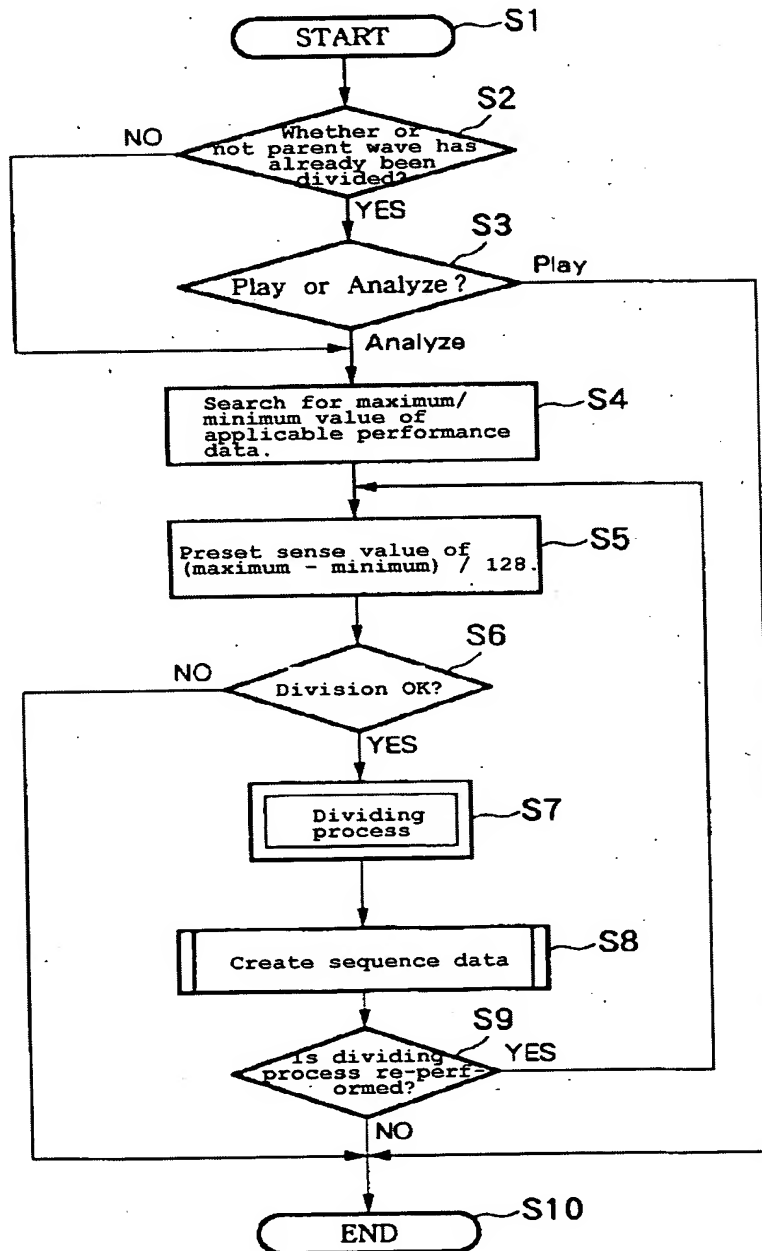 START
S1
S2
NO
Whether or
not parent wave has
already been
divided?
YES
S3
Play
Play or Analyze?
Analyze
S4
Search for maximum/
minimum value of
applicable performance
data.
S5
Preset sense value of
(maximum - minimum) / 128.
S6
NO
Division OK?
YES
S7
Dividing
process
S8
Create sequence data
S9
Is dividing
process re-perf-
ormed?
YES
NO
S10
END